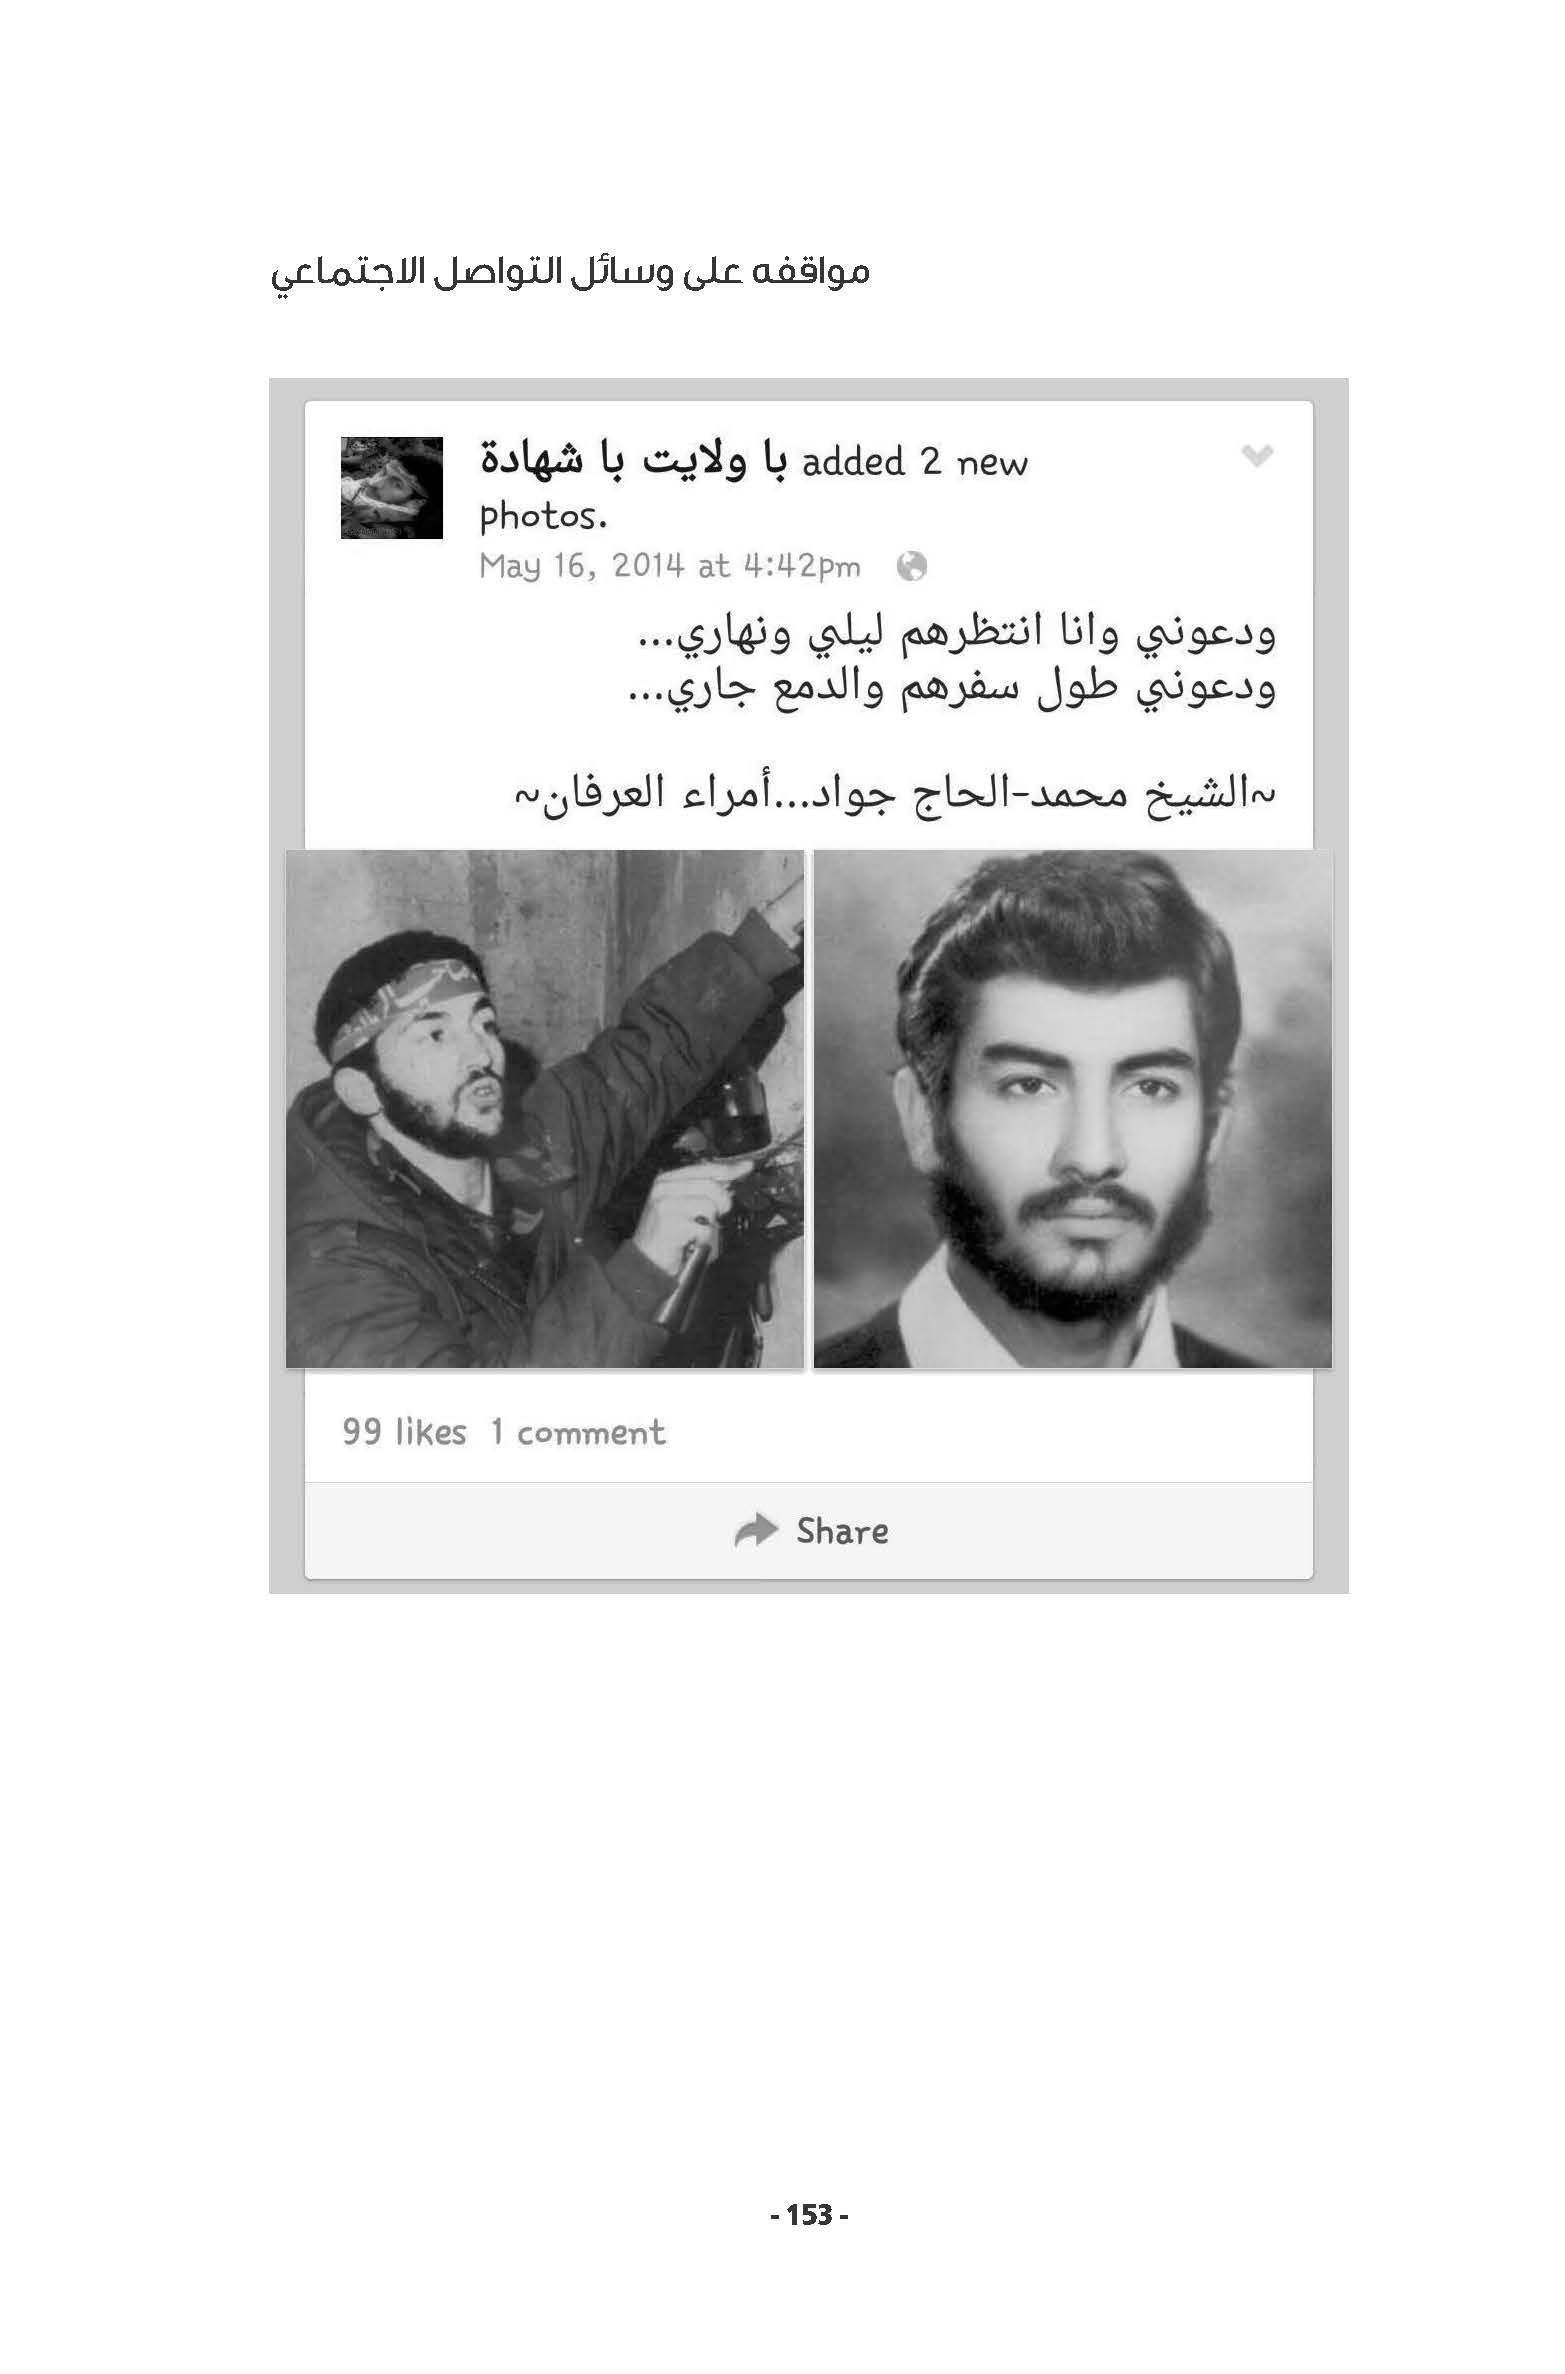 مواقفه على وسائل التواصل الاجتماعي
با ولايت با شهادة added 2 new
photos.
May 16, 2014 at 4:42pm
ودعوني وانا انتظرهم ليلي ونهاري...
ودعوني طول سفرهم والدمع جاري...
~الشيخ محمد-الحاج جواد...أمراء العرفان~
99 likes 1 comment
Share
- 153 -